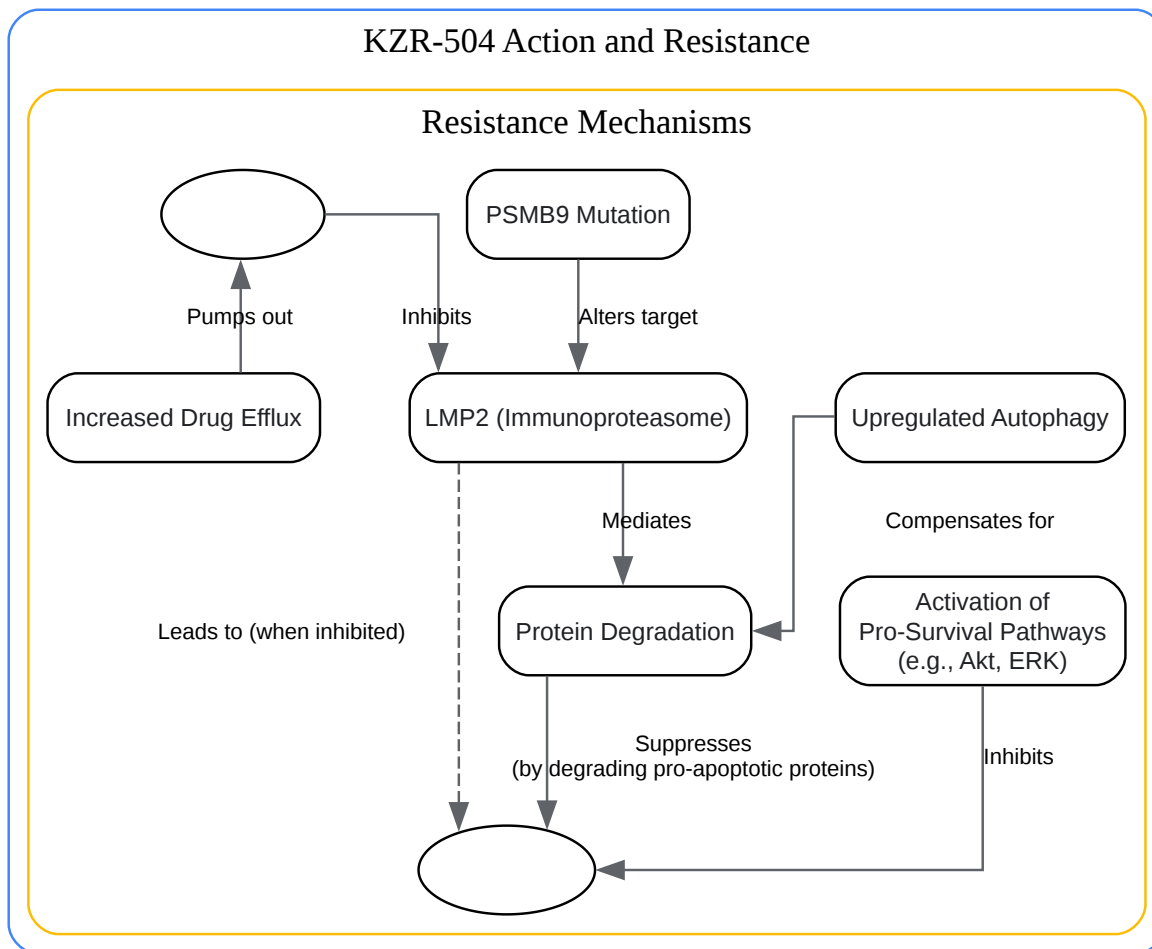 KZR-504 Action and Resistance
Resistance Mechanisms
PSMB9 Mutation
Pumps out
Inhibits
Alters target
Increased Drug Efflux
LMP2 (Immunoproteasome)
Upregulated Autophagy
Mediates
Compensates for
Leads to (when inhibited)
Protein Degradation
Activation of
Pro-Survival Pathways
(e.g., Akt, ERK)
Suppresses
(by degrading pro-apoptotic proteins)
Inhibits